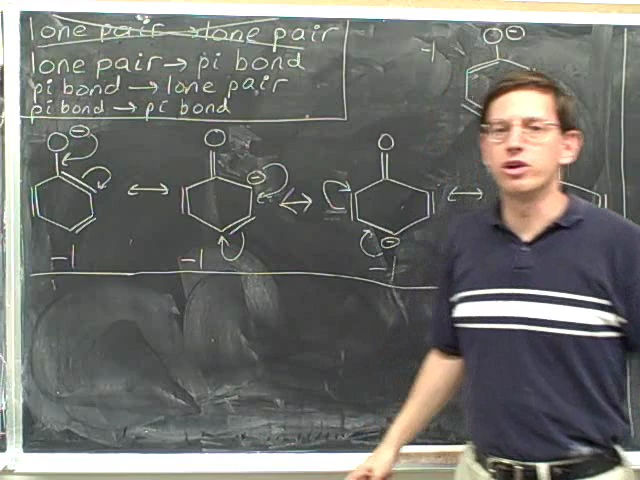 lone pair → lone pair
lone pair → pi bond
pi bond → lone pair
pi bond → pi bond
-1
O ⊖
O ⊖
O
⊖
↔
O
↔
↔
⊖
-1
-1
-1